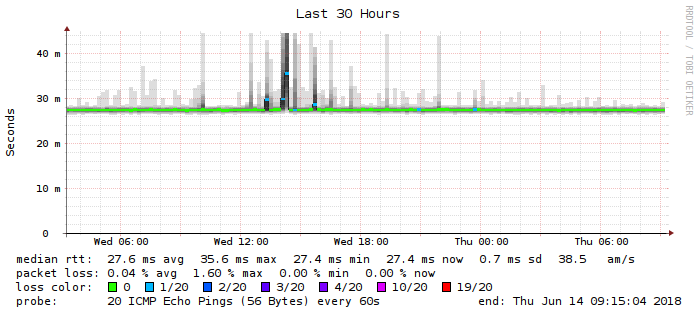 Last 30 Hours
RRDTOOL / TOBI OETIKER
Seconds
40 m
30 m
20 m
10 m
0
Wed 06:00 Wed 12:00 Wed 18:00 Thu 00:00 Thu 06:00
median rtt: 27.6 ms avg 35.6 ms max 27.4 ms min 27.4 ms now 0.7 ms sd 38.5 am/s
packet loss: 0.04 % avg 1.60 % max 0.00 % min 0.00 % now
loss color: 0 1/20 2/20 3/20 4/20 10/20 19/20
probe: 20 ICMP Echo Pings (56 Bytes) every 60s end: Thu Jun 14 09:15:04 2018